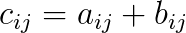 c_{ij} = a_{ij} + b_{ij}